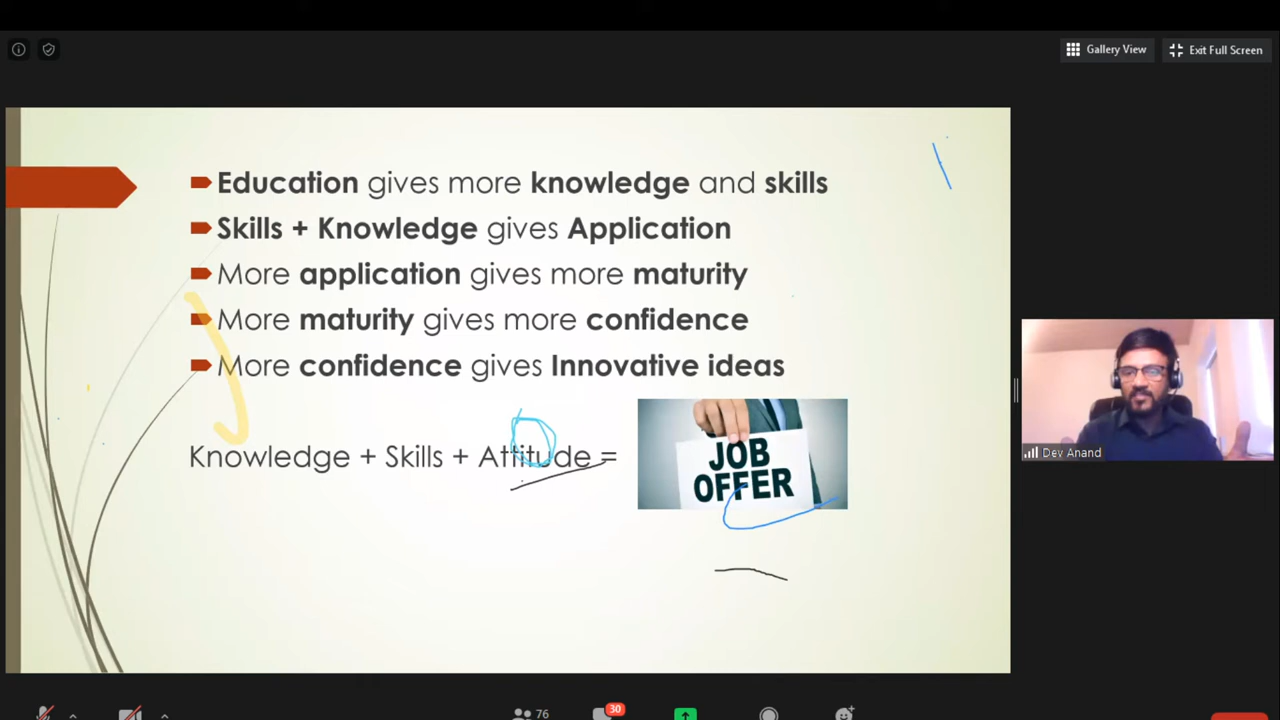 Gallery View
Exit Full Screen
Education gives more knowledge and skills
Skills + Knowledge gives Application
More application gives more maturity
More maturity gives more confidence
More confidence gives Innovative ideas
Knowledge + Skills + Attitude =
JOB
OFFER
Dev Anand
76
30